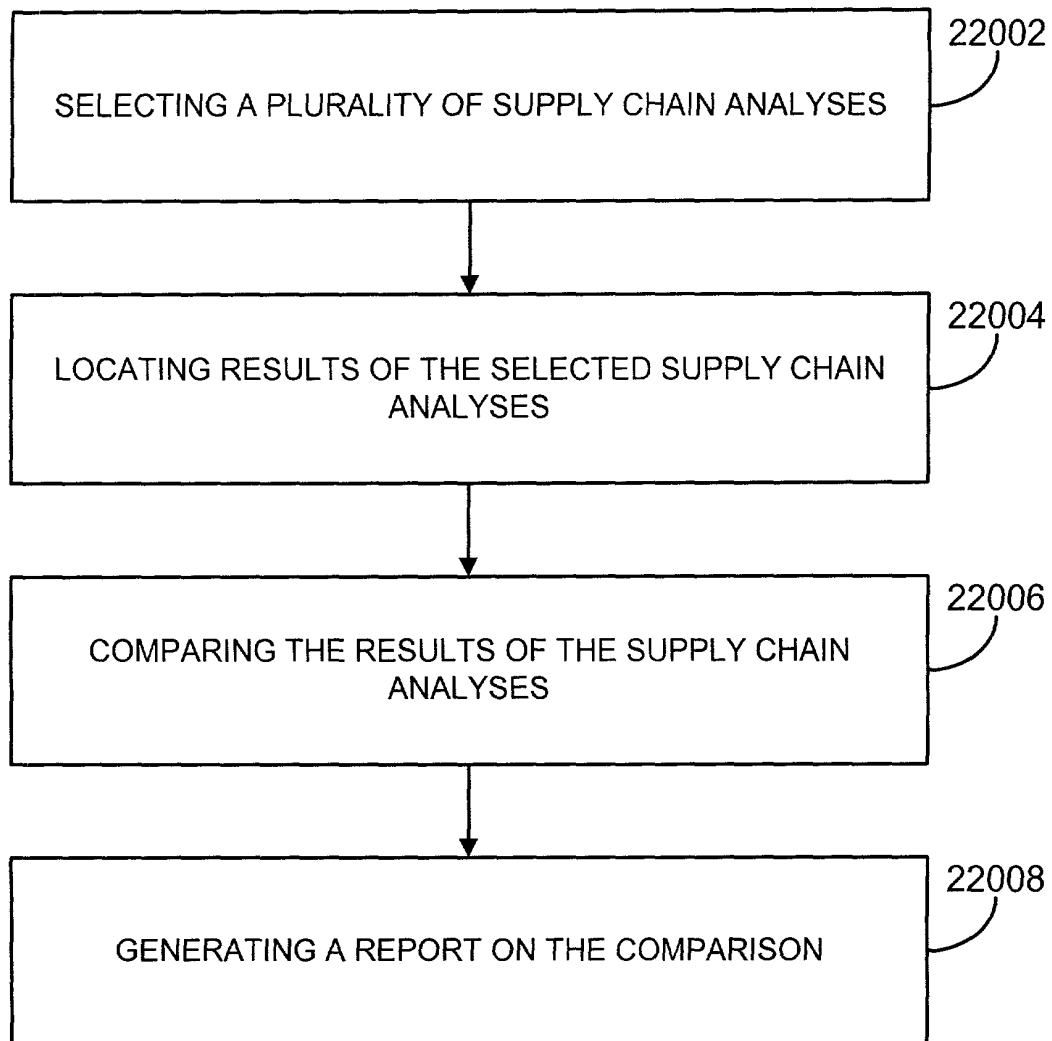 22002
SELECTING A PLURALITY OF SUPPLY CHAIN ANALYSES
22004
LOCATING RESULTS OF THE SELECTED SUPPLY CHAIN
ANALYSES
22006
COMPARING THE RESULTS OF THE SUPPLY CHAIN
ANALYSES
22008
GENERATING A REPORT ON THE COMPARISON